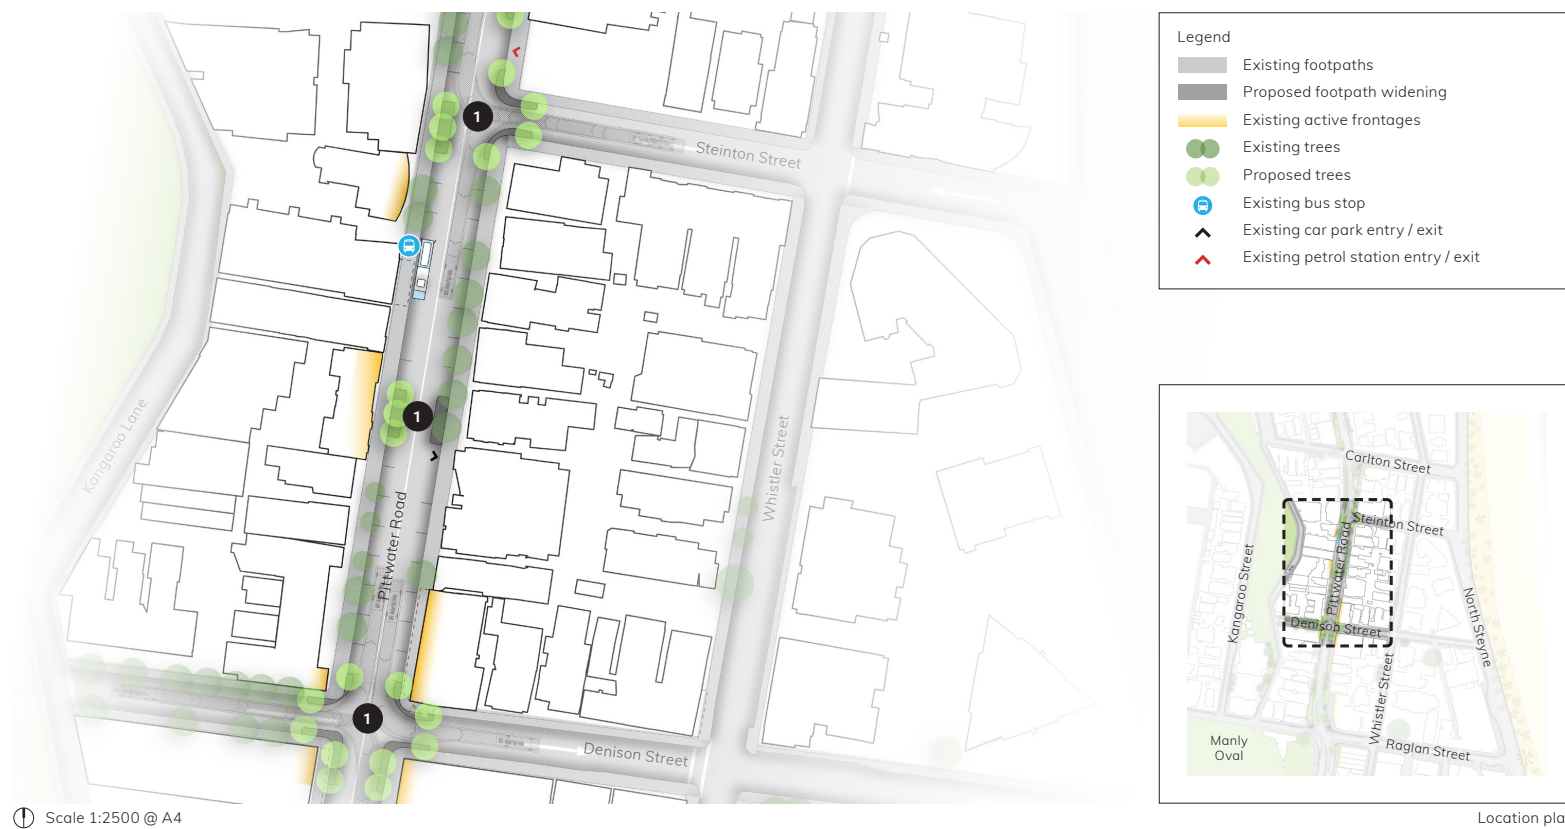 1
Steinton Street
Kangaroo Lane
1
Whistler Street
Pittwater Road
1
Denison Street
Scale 1:2500 @ A4
Legend
Existing footpaths
Proposed footpath widening
Existing active frontages
Existing trees
Proposed trees
Existing bus stop
Existing car park entry / exit
Existing petrol station entry / exit
Carlton Street
Steinton Street
Pittwater Road
Kangaroo Street
Denison Street
North Steyne
Whistler Street
Manly
Oval
Raglan Street
Location pla